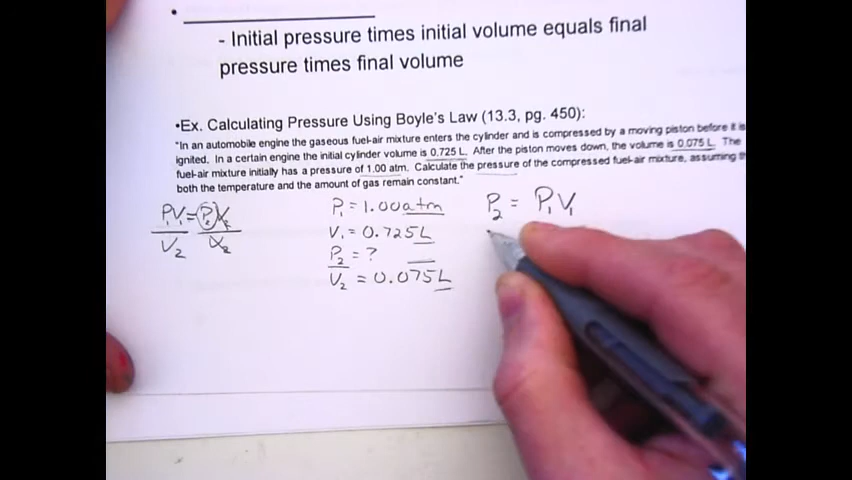 - Initial pressure times initial volume equals final
pressure times final volume
•Ex. Calculating Pressure Using Boyle's Law (13.3, pg. 450):
"In an automobile engine the gaseous fuel-air mixture enters the cylinder and is compressed by a moving piston before it is
ignited. In a certain engine the initial cylinder volume is 0.725 L. After the piston moves down, the volume is 0.075 L. The
fuel-air mixture initially has a pressure of 1.00 atm. Calculate the pressure of the compressed fuel-air mixture, assuming
both the temperature and the amount of gas remain constant."
P₁V₁=P₂V₂
V₂ V₂
P₁ = 1.00atm
V₁ = 0.725L
P₂ = ?
V₂ = 0.075L
P₂ = P₁V₁